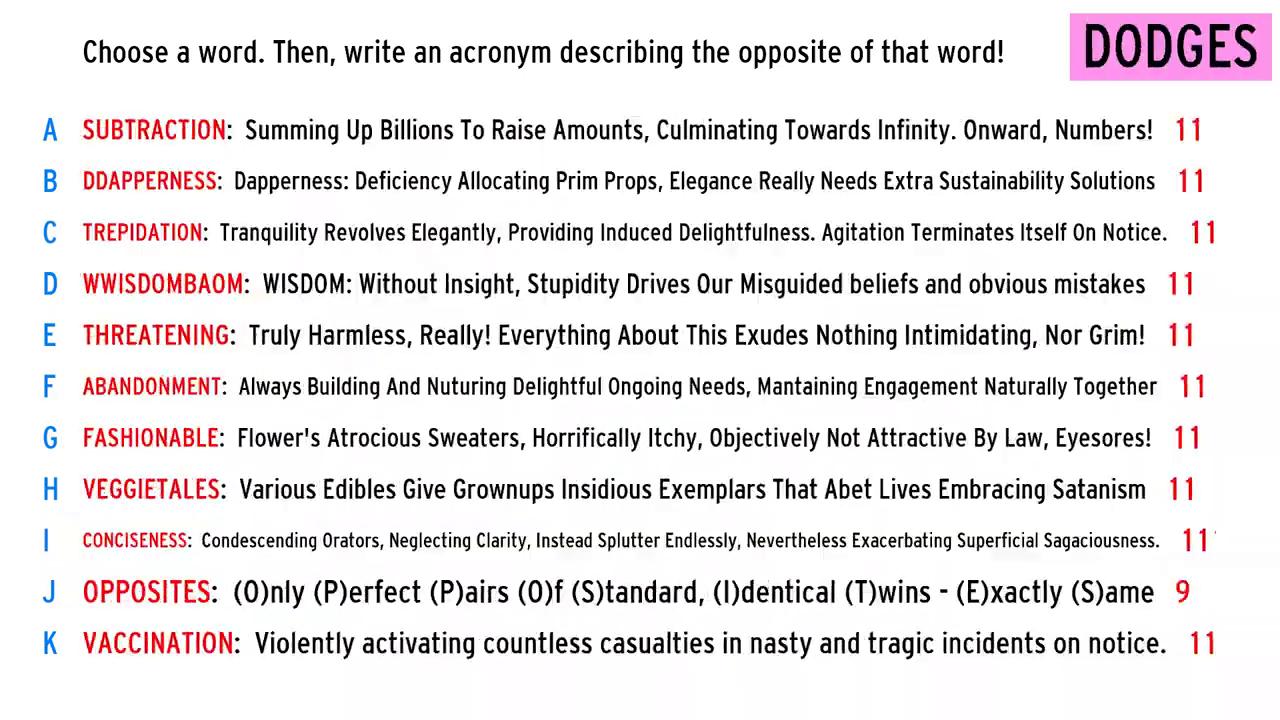 Choose a word. Then, write an acronym describing the opposite of that word! DODGES
A SUBTRACTION: Summing Up Billions To Raise Amounts, Culminating Towards Infinity. Onward, Numbers! 11
B DDAPPERNESS: Dapperness: Deficiency Allocating Prim Props, Elegance Really Needs Extra Sustainability Solutions 11
C TREPIDATION: Tranquility Revolves Elegantly, Providing Induced Delightfulness. Agitation Terminates Itself On Notice. 11
D WWISDOMBAOM: WISDOM: Without Insight, Stupidity Drives Our Misguided beliefs and obvious mistakes 11
E THREATENING: Truly Harmless, Really! Everything About This Exudes Nothing Intimidating, Nor Grim! 11
F ABANDONMENT: Always Building And Nuturing Delightful Ongoing Needs, Mantaining Engagement Naturally Together 11
G FASHIONABLE: Flower's Atrocious Sweaters, Horrifically Itchy, Objectively Not Attractive By Law, Eyesores! 11
H VEGGIETALES: Various Edibles Give Grownups Insidious Exemplars That Abet Lives Embracing Satanism 11
I CONCISENESS: Condescending Orators, Neglecting Clarity, Instead Splutter Endlessly, Nevertheless Exacerbating Superficial Sagaciousness. 11
J OPPOSITES: (O)nly (P)erfect (P)airs (O)f (S)tandard, (I)dentical (T)wins - (E)xactly (S)ame 9
K VACCINATION: Violently activating countless casualties in nasty and tragic incidents on notice. 11